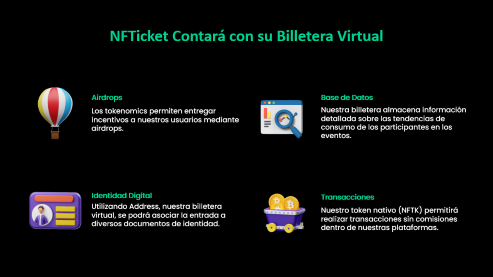 NFTicket Contará con su Billetera Virtual
Airdrops
Los tokenomics permiten entregar
incentivos a nuestros usuarios mediante
airdrops.
Base de Datos
Nuestra billetera almacena información
detallada sobre las tendencias de
consumo de los participantes en los
eventos.
Identidad Digital
Utilizando Address, nuestra billetera
virtual, se podrá asociar la entrada a
diversos documentos de identidad.
Transacciones
Nuestro token nativo (NFTK) permitirá
realizar transacciones sin comisiones
dentro de nuestras plataformas.